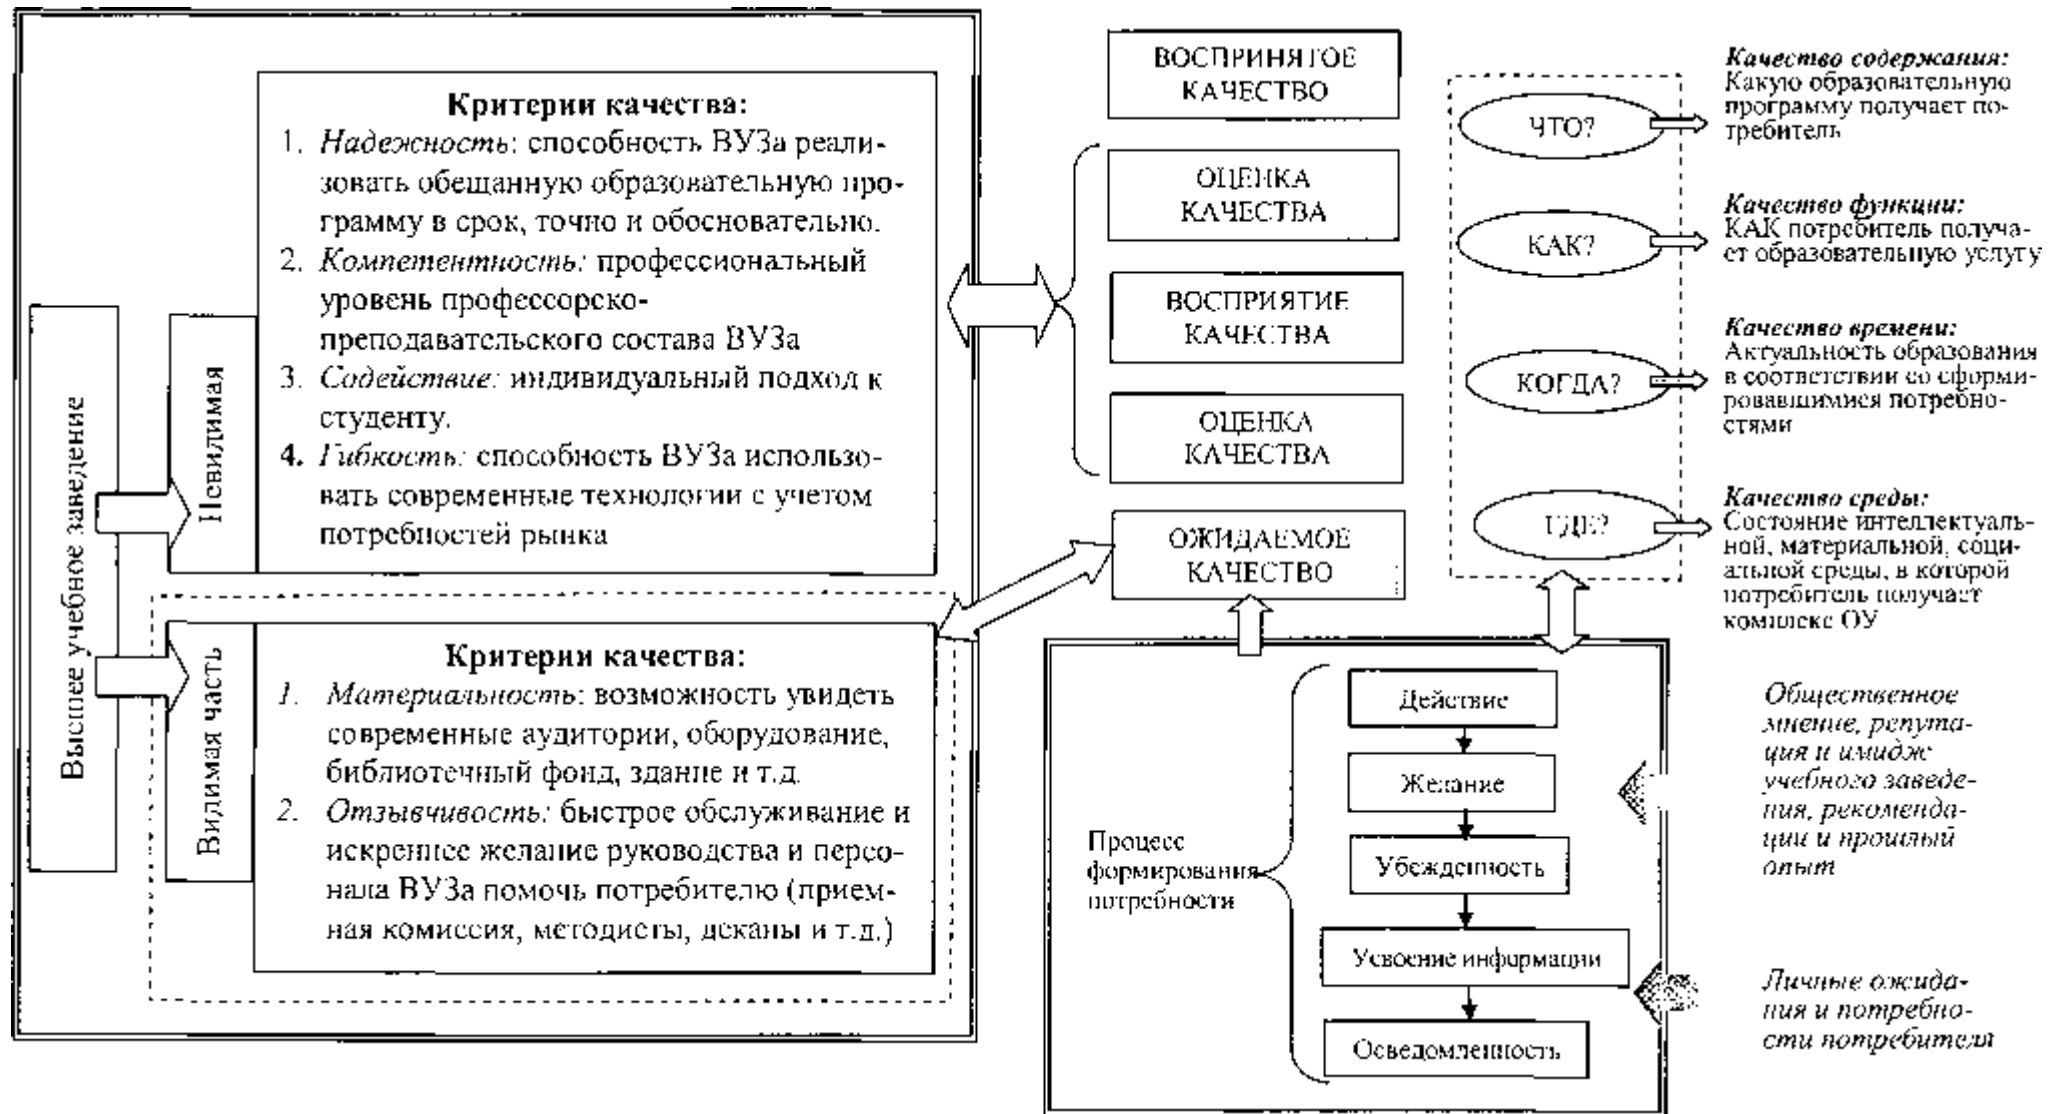 Высшее учебное заведение
Невидимая
Критерии качества:
1. Надежность: способность ВУЗа реали-
зовать обещанную образовательную про-
грамму в срок, точно и обосновательно.
2. Компетентность: профессиональный
уровень профессорско-
преподавательского состава ВУЗа
3. Содействие: индивидуальный подход к
студенту.
4. Гибкость: способность ВУЗа использо-
вать современные технологии с учетом
потребностей рынка
Видимая часть
Критерии качества:
1. Материальность: возможность увидеть
современные аудитории, оборудование,
библиотечный фонд, здание и т.д.
2. Отзывчивость: быстрое обслуживание и
искреннее желание руководства и персо-
нала ВУЗа помочь потребителю (прием-
ная комиссия, методисты, деканы и т.д.)
ВОСПРИНЯТОЕ
КАЧЕСТВО
ОЦЕНКА
КАЧЕСТВА
ВОСПРИЯТИЕ
КАЧЕСТВА
ОЦЕНКА
КАЧЕСТВА
ОЖИДАЕМОЕ
КАЧЕСТВО
ЧТО?
Качество содержания:
Какую образовательную
программу получает по-
требитель
КАК?
Качество функции:
КАК потребитель получа-
ет образовательную услугу
КОГДА?
Качество времени:
Актуальность образования
в соответствии со сформи-
ровавшимися потребно-
стями
ГДЕ?
Качество среды:
Состояние интеллектуаль-
ной, материальной, соци-
альной среды, в которой
потребитель получает
комплекс ОУ
Процесс
формирования
потребности
Действие
Желание
Убежденность
Усвоение информации
Осведомленность
Общественное
мнение, репута-
ция и имидж
учебного заведе-
ния, рекоменда-
ции и прошлый
опыт
Личные ожида-
ния и потребно-
сти потребителя